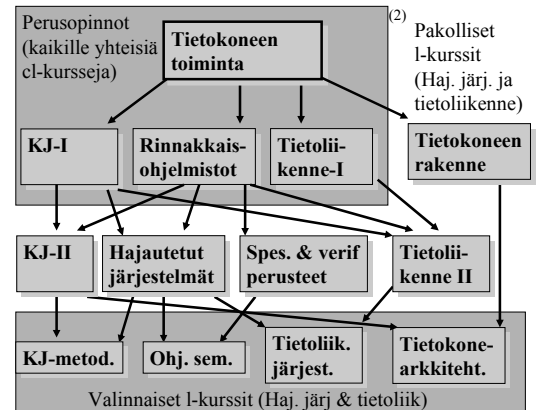 Perusopinnot
(kaikille yhteisiä
cl-kursseja)
Tietokoneen
toiminta
(2)
Pakolliset
l-kurssit
(Haj. järj. ja
tietoliikenne)
KJ-I
Rinnakkais-
ohjelmistot
Tietolii-
kenne-I
Tietokoneen
rakenne
KJ-II
Hajautetut
järjestelmät
Spes. & verif
perusteet
Tietolii-
kenne II
KJ-metod.
Ohj. sem.
Tietoliik.
järjest.
Tietokone-
arkkiteht.
Valinnaiset l-kurssit (Haj. järj & tietoliik)